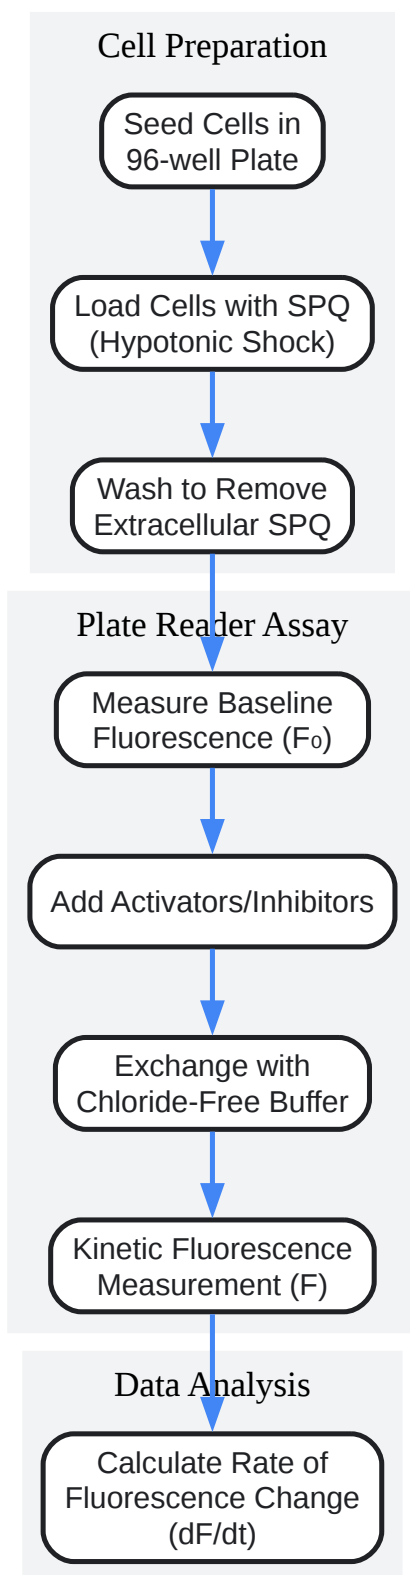 Cell Preparation
Seed Cells in
96-well Plate
Load Cells with SPQ
(Hypotonic Shock)
Wash to Remove
Extracellular SPQ
Plate Reader Assay
Measure Baseline
Fluorescence (F₀)
Add Activators/Inhibitors
Exchange with
Chloride-Free Buffer
Kinetic Fluorescence
Measurement (F)
Data Analysis
Calculate Rate of
Fluorescence Change
(dF/dt)